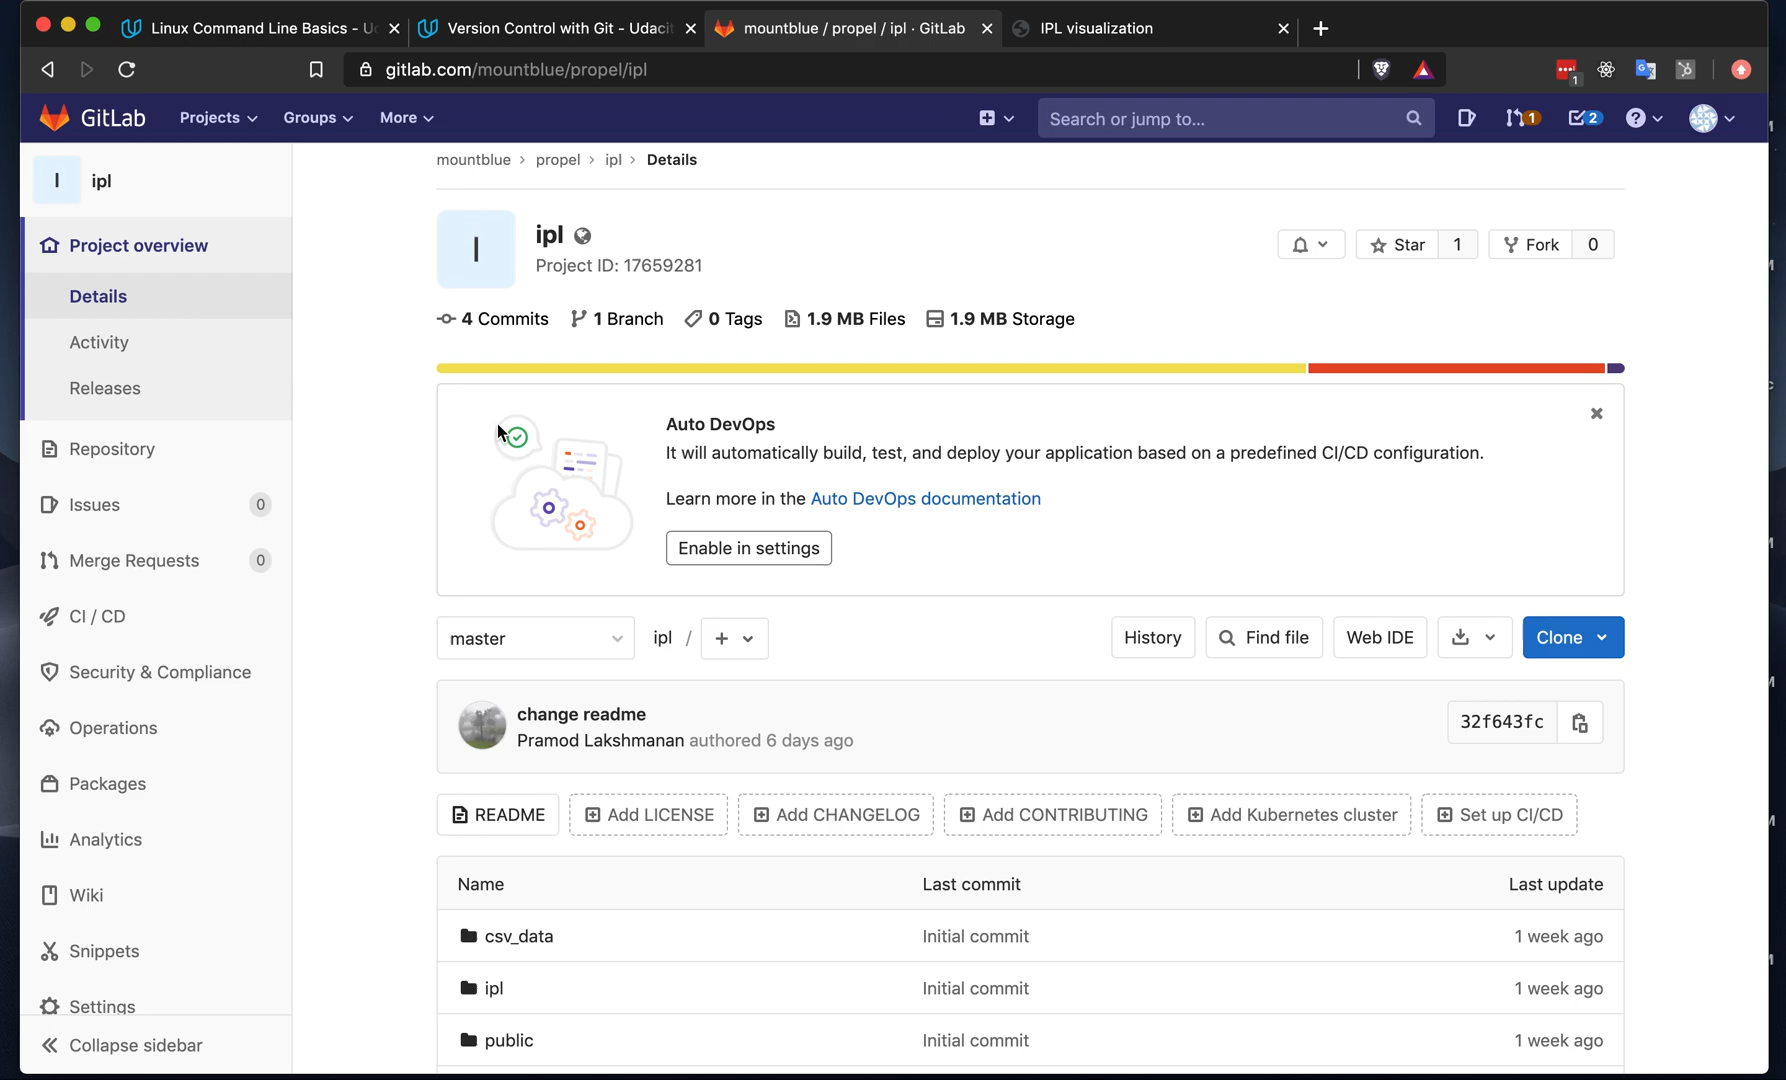 Linux Command Line Basics - U
Version Control with Git - Udaci
mountblue / propel / ipl · GitLab
IPL visualization
gitlab.com/mountblue/propel/ipl
1
GitLab
Projects
Groups
More
Search or jump to...
1
2
I
ipl
Project overview
Details
Activity
Releases
Repository
Issues
0
Merge Requests
0
CI / CD
Security & Compliance
Operations
Packages
Analytics
Wiki
Snippets
Settings
Collapse sidebar
mountblue > propel > ipl > Details
I
ipl
Project ID: 17659281
Star
1
Fork
0
4 Commits
1 Branch
0 Tags
1.9 MB Files
1.9 MB Storage
Auto DevOps
It will automatically build, test, and deploy your application based on a predefined CI/CD configuration.
Learn more in the Auto DevOps documentation
Enable in settings
master
ipl /
History
Find file
Web IDE
Clone
change readme
Pramod Lakshmanan authored 6 days ago
32f643fc
README
Add LICENSE
Add CHANGELOG
Add CONTRIBUTING
Add Kubernetes cluster
Set up CI/CD
Name
Last commit
Last update
csv_data
Initial commit
1 week ago
ipl
Initial commit
1 week ago
public
Initial commit
1 week ago